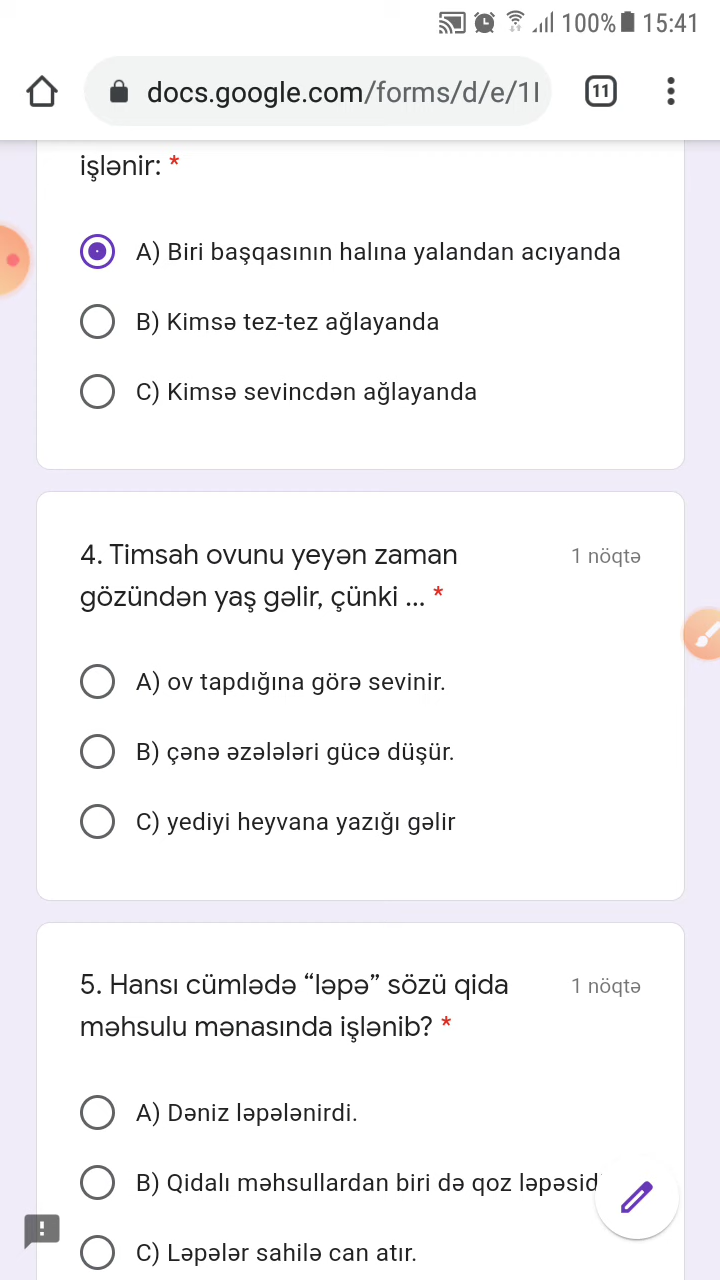 100% 15:41
docs.google.com/forms/d/e/1I
11
işlənir: *
A) Biri başqasının halına yalandan acıyanda
B) Kimsə tez-tez ağlayanda
C) Kimsə sevincdən ağlayanda
4. Timsah ovunu yeyən zaman
1 nöqtə
gözündən yaş gəlir, çünki ... *
A) ov tapdığına görə sevinir.
B) çənə əzələləri gücə düşür.
C) yediyi heyvana yazığı gəlir
5. Hansı cümlədə “ləpə” sözü qida
1 nöqtə
məhsulu mənasında işlənib? *
A) Dəniz ləpələnirdi.
B) Qidalı məhsullardan biri də qoz ləpəsid
C) Ləpələr sahilə can atır.